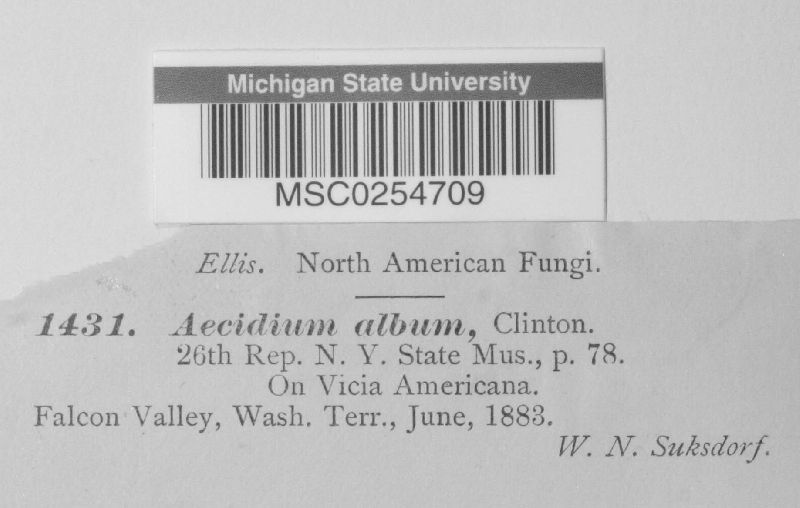 Michigan State University
MSC0254709
Ellis. North American Fungi.
1431. Aecidium album, Clinton.
26th Rep. N. Y. State Mus., p. 78.
On Vicia Americana.
Falcon Valley, Wash. Terr., June, 1883.
W. N. Suksdorf.